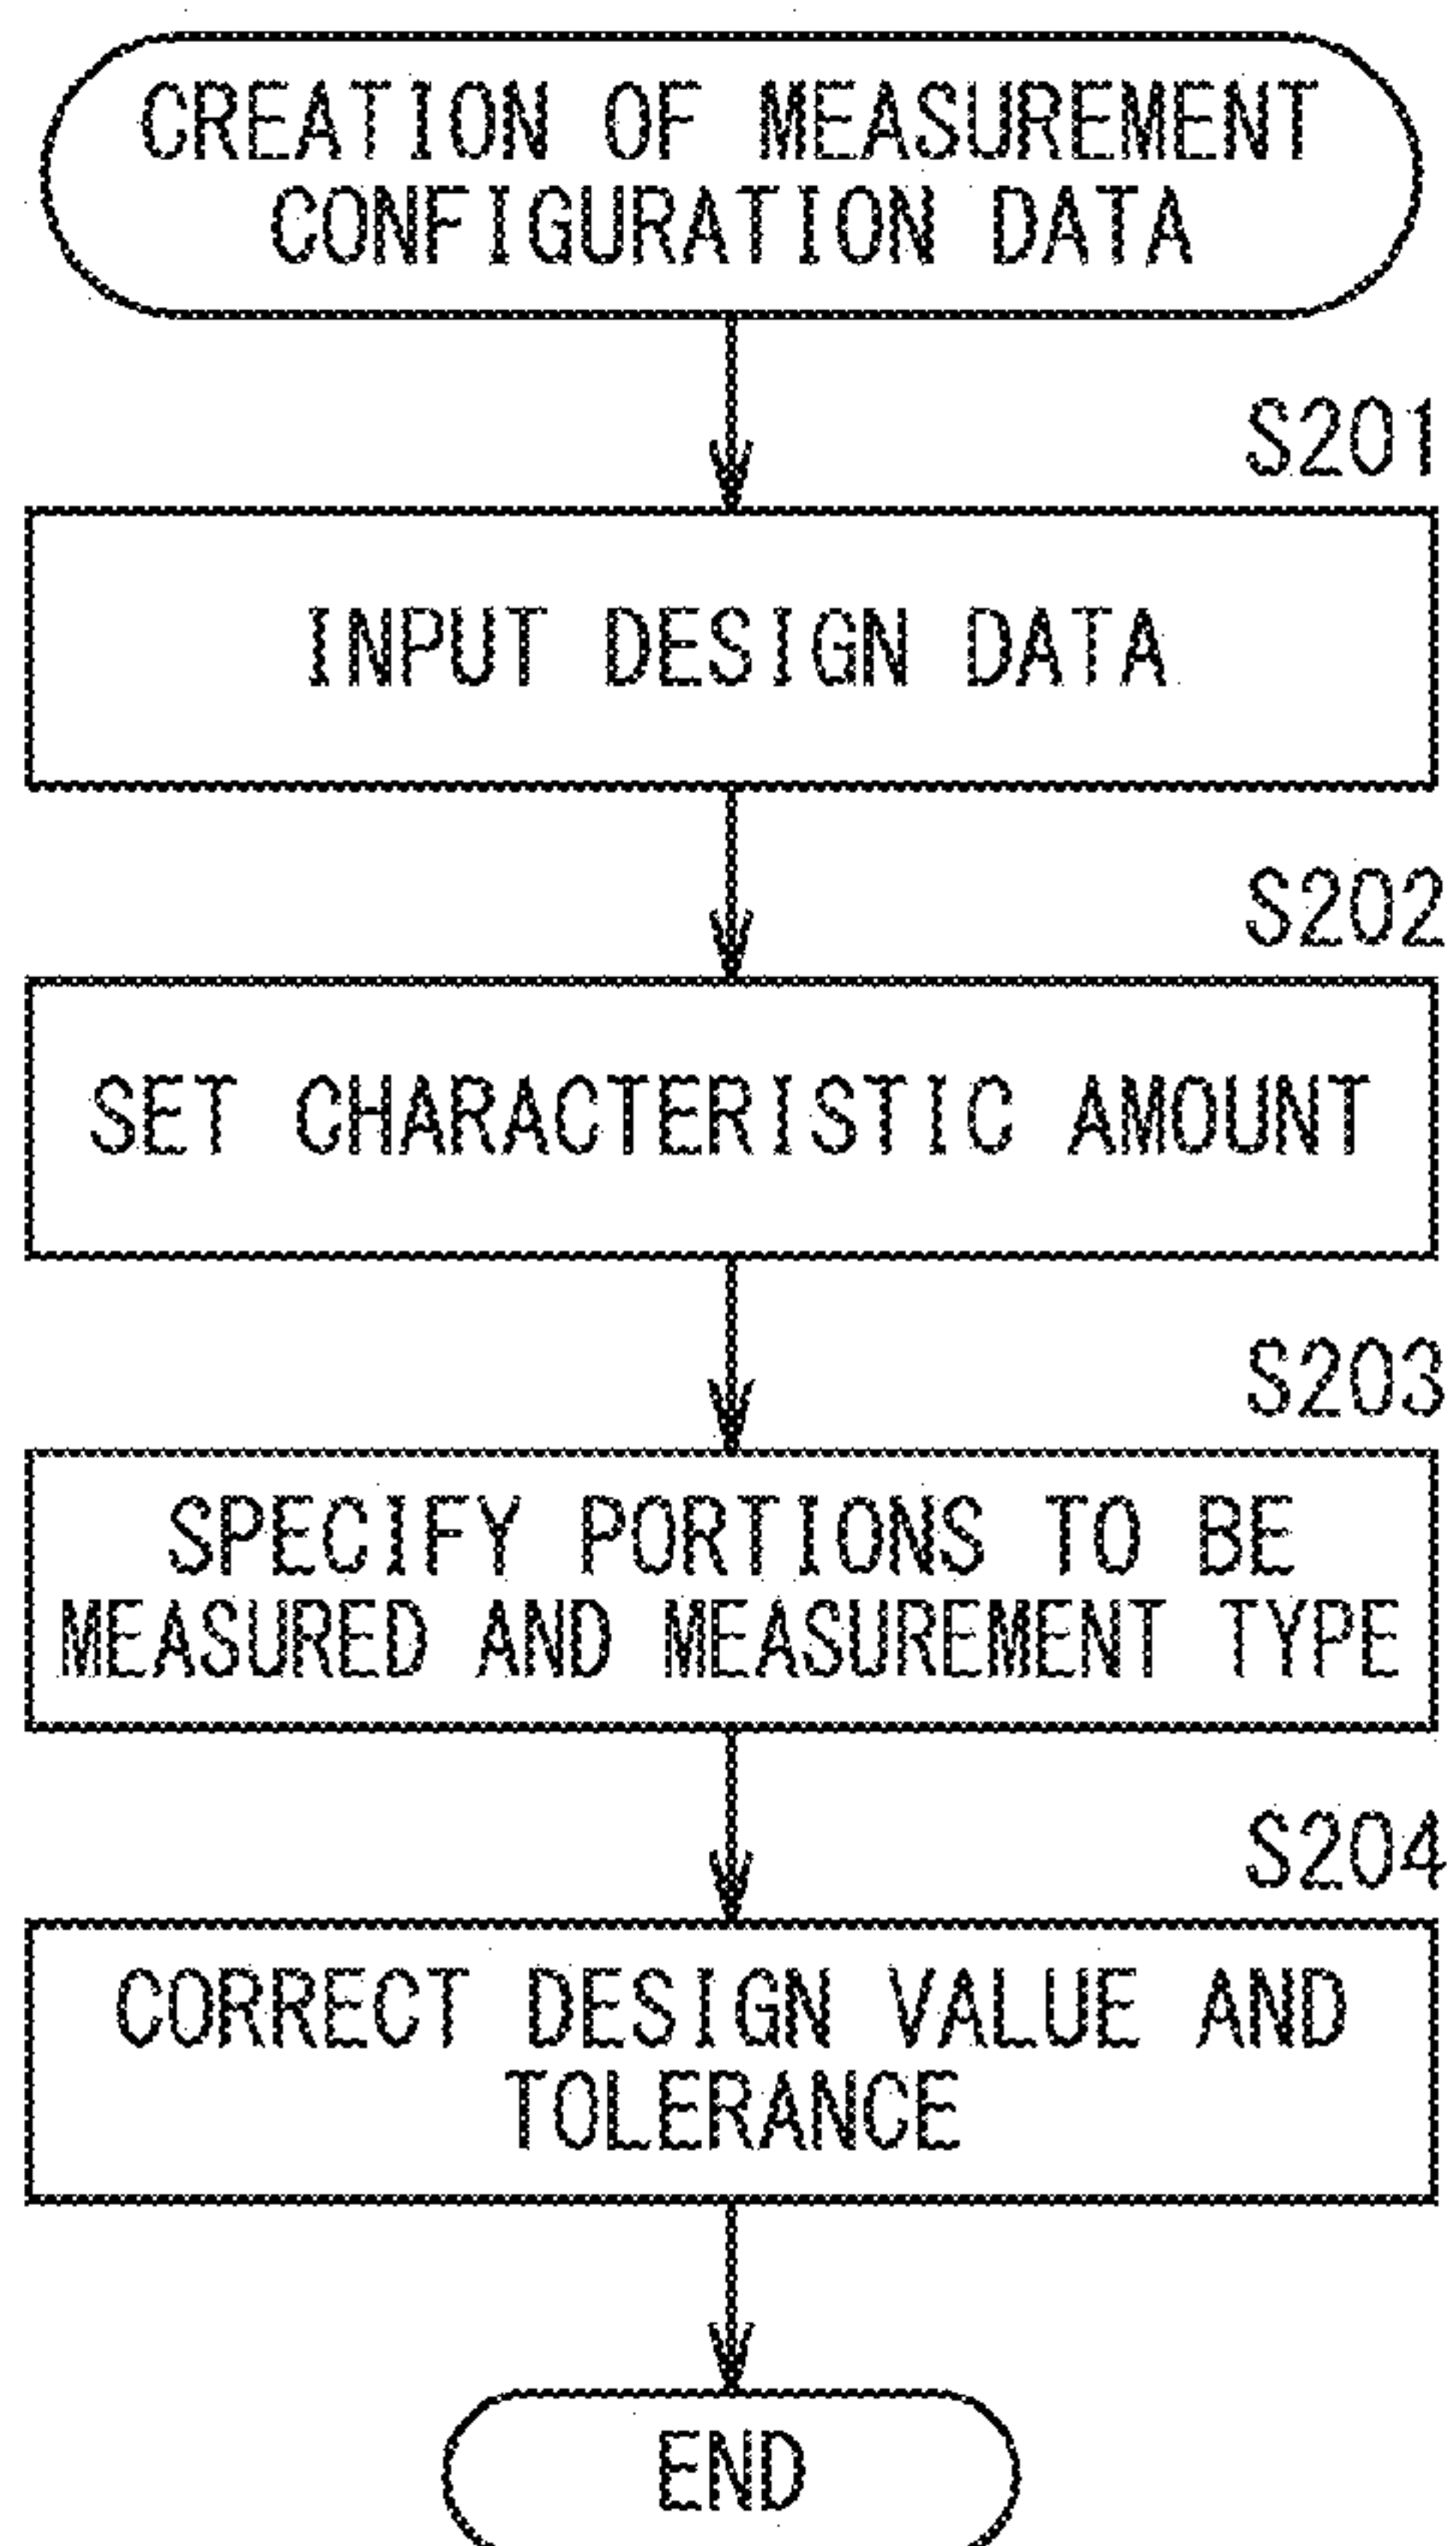 CREATION OF MEASUREMENT
CONFIGURATION DATA
S201
INPUT DESIGN DATA
S202
SET CHARACTERISTIC AMOUNT
S203
SPECIFY PORTIONS TO BE
MEASURED AND MEASUREMENT TYPE
S204
CORRECT DESIGN VALUE AND
TOLERANCE
END